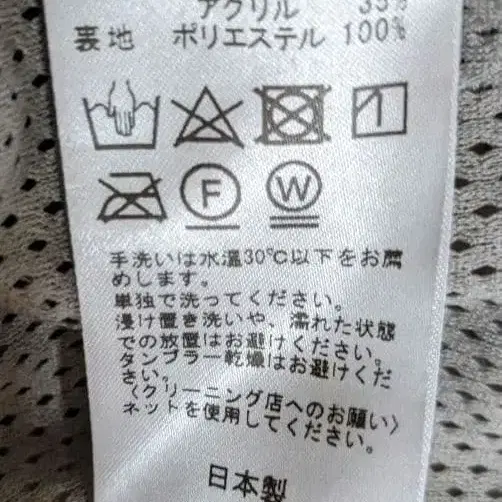 アクリル 35%
裏地 ポリエステル 100%
F
W
手洗いは水温30℃以下をお薦
めします。
単独で洗ってください。
浸け置き洗いや、濡れた状態
での放置はお避けください。
タンブラー乾燥はお避けくだ
さい。
〈クリーニング店へのお願い〉
ネットを使用してください。
日本製